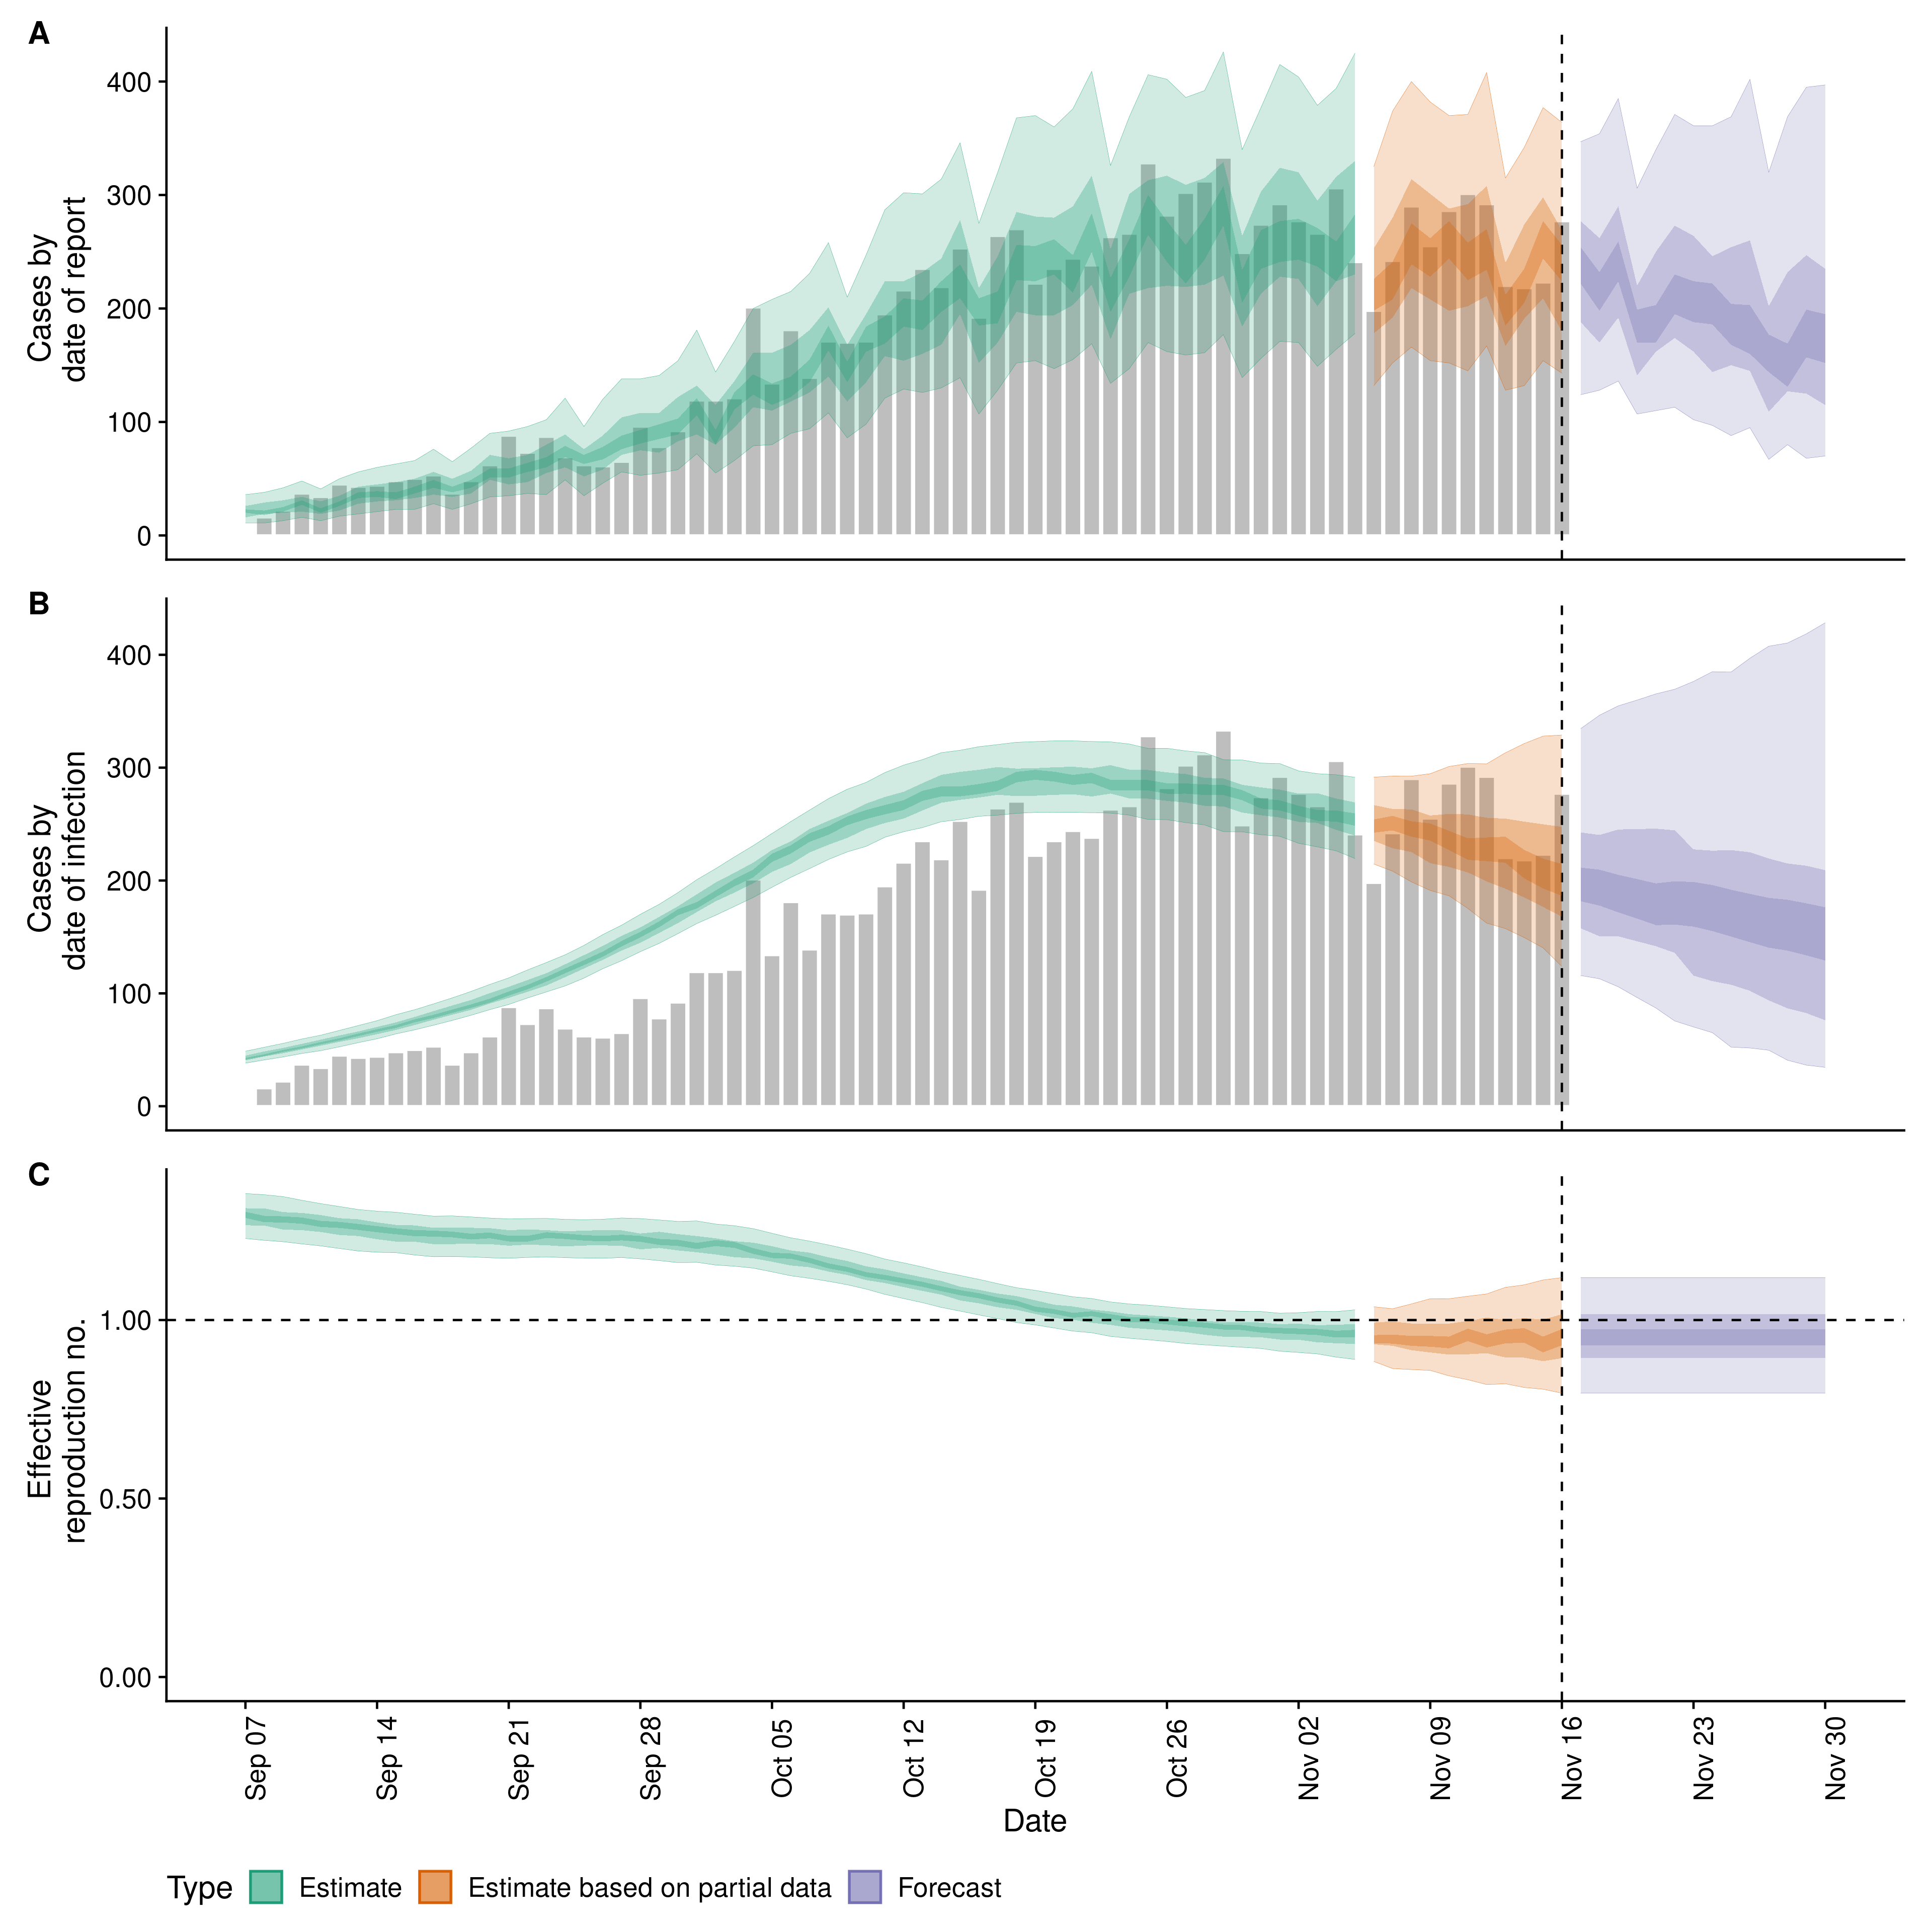 A
Cases by
date of report
400
300
200
100
0
B
Cases by
date of infection
400
300
200
100
0
C
Effective
reproduction no.
1.00
0.50
0.00
Sep 07
Sep 14
Sep 21
Sep 28
Oct 05
Oct 12
Oct 19
Oct 26
Nov 02
Nov 09
Nov 16
Nov 23
Nov 30
Date
Type Estimate Estimate based on partial data Forecast